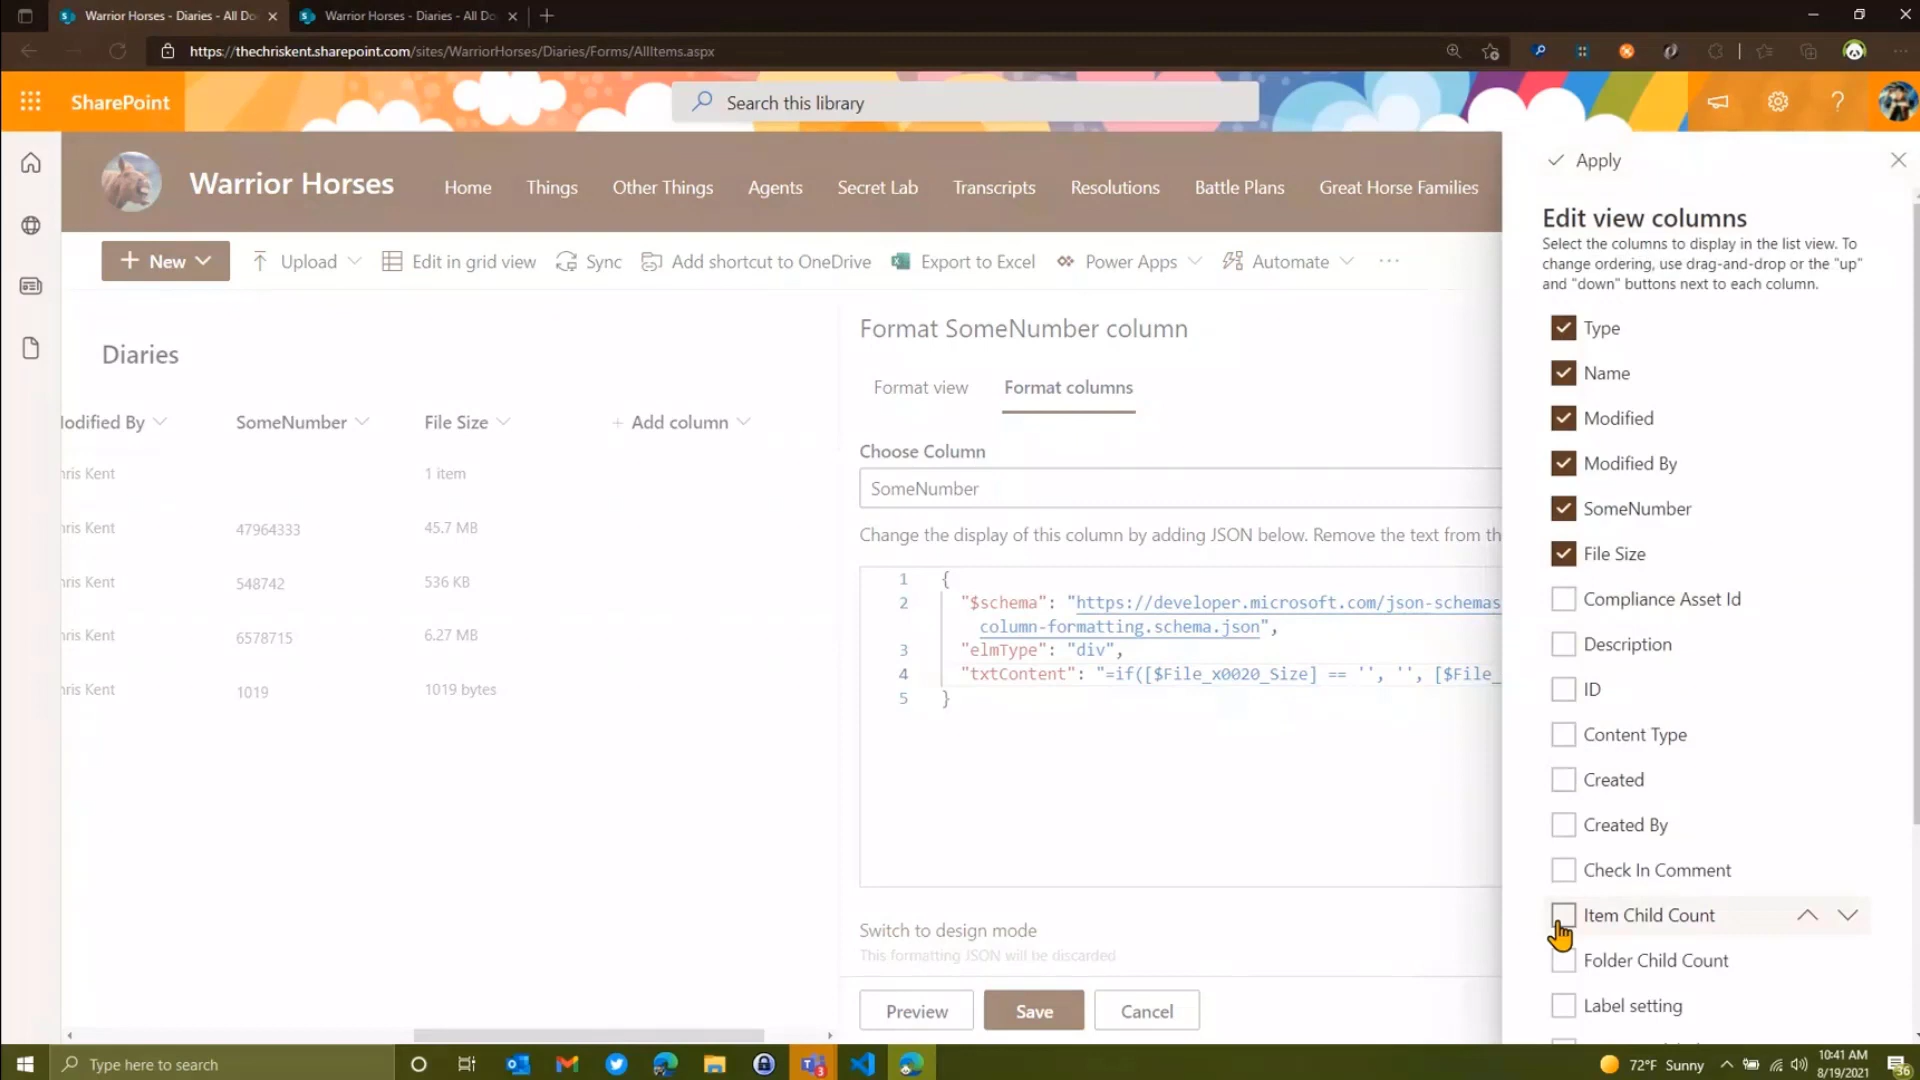 Warrior Horses - Diaries - All Do
Warrior Horses - Diaries - All Do
https://thechriskent.sharepoint.com/sites/WarriorHorses/Diaries/Forms/AllItems.aspx
SharePoint
Search this library
Warrior Horses
Home
Things
Other Things
Agents
Secret Lab
Transcripts
Resolutions
Battle Plans
Great Horse Families
New
Upload
Edit in grid view
Sync
Add shortcut to OneDrive
Export to Excel
Power Apps
Automate
Diaries
Modified By
SomeNumber
File Size
+ Add column
hris Kent
1 item
hris Kent
47964333
45.7 MB
hris Kent
548742
536 KB
hris Kent
6578715
6.27 MB
hris Kent
1019
1019 bytes
Format SomeNumber column
Format view
Format columns
Choose Column
SomeNumber
Change the display of this column by adding JSON below. Remove the text from th
1 {
2 "$schema": "https://developer.microsoft.com/json-schemas
column-formatting.schema.json",
3 "elmType": "div",
4 "txtContent": "=if([$File_x0020_Size] == '', '', [$File_
5 }
Switch to design mode
This formatting JSON will be discarded
Preview
Save
Cancel
Apply
Edit view columns
Select the columns to display in the list view. To
change ordering, use drag-and-drop or the "up"
and "down" buttons next to each column.
Type
Name
Modified
Modified By
SomeNumber
File Size
Compliance Asset Id
Description
ID
Content Type
Created
Created By
Check In Comment
Item Child Count
Folder Child Count
Label setting
Type here to search
72°F Sunny
10:41 AM
8/19/2021
3
36